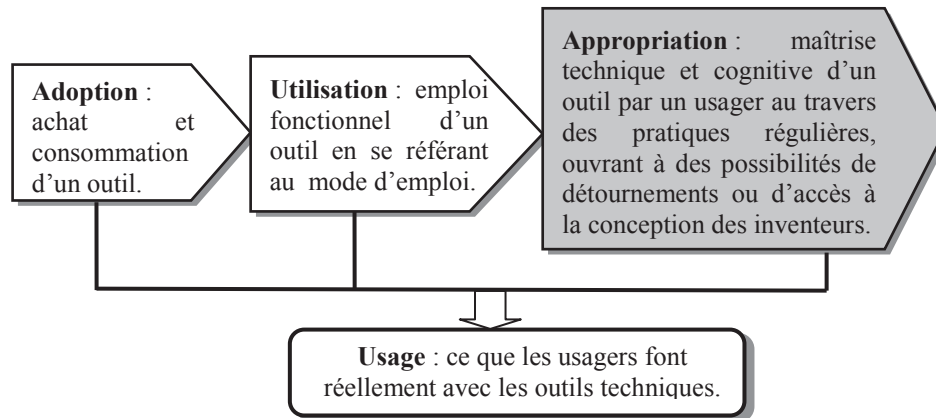 Adoption :
achat et
consommation
d’un outil.
Utilisation : emploi
fonctionnel d’un
outil en se référant
au mode d’emploi.
Appropriation : maîtrise
technique et cognitive d’un
outil par un usager au travers
des pratiques régulières,
ouvrant à des possibilités de
détournements ou d’accès à
la conception des inventeurs.
Usage : ce que les usagers font
réellement avec les outils techniques.